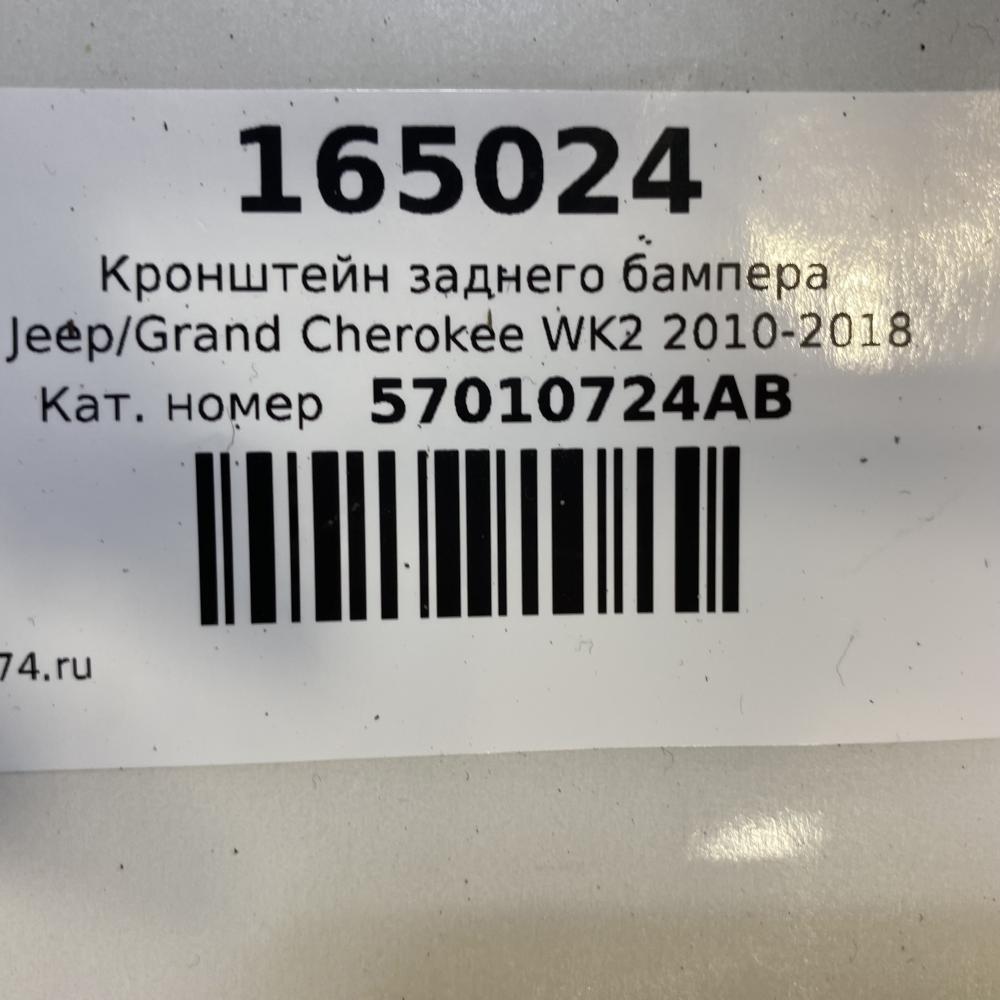 165024
Кронштейн заднего бампера
Jeep/Grand Cherokee WK2 2010-2018
Кат. номер 57010724AB
74.ru